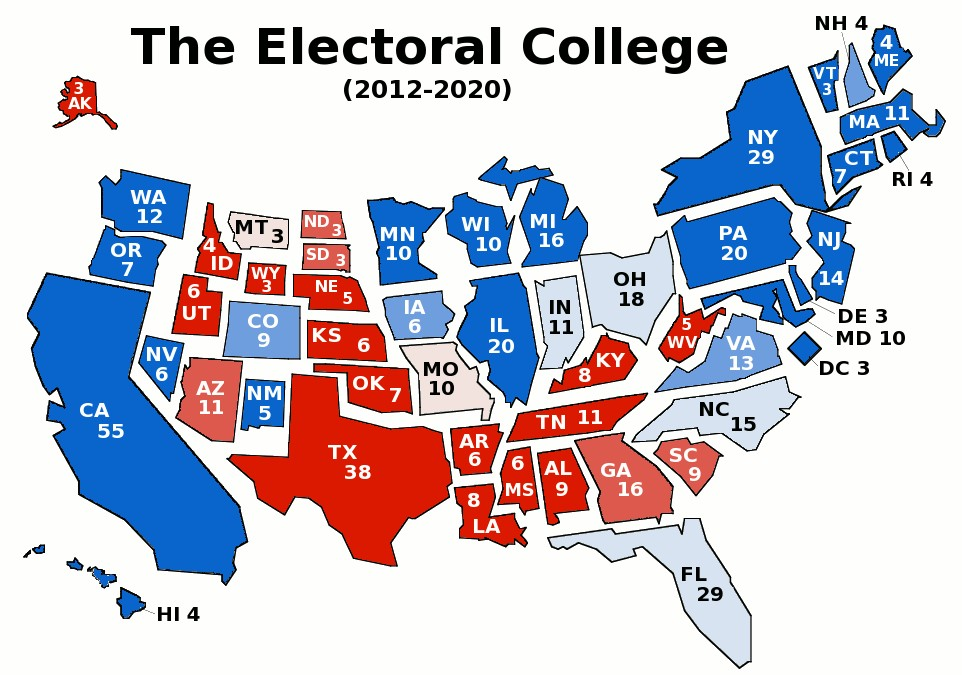 The Electoral College
(2012-2020)
NH 4
4
ME
VT
3
3
AK
MA 11
NY
29
CT
7
RI 4
WA
12
OR
7
4
ID
MT 3
ND 3
SD 3
WY
3
NE 5
MN
10
WI
10
MI
16
PA
20
NJ
14
OH
18
IN
11
IL
20
IA
6
6
UT
CO
9
KS 6
NV
6
DE 3
MD 10
DC 3
5
WV
VA
13
KY
8
MO
10
AZ
11
NM
5
OK 7
CA
55
TN 11
NC
15
AR
6
TX
38
6
MS
AL
9
GA
16
SC
9
8
LA
FL
29
HI 4